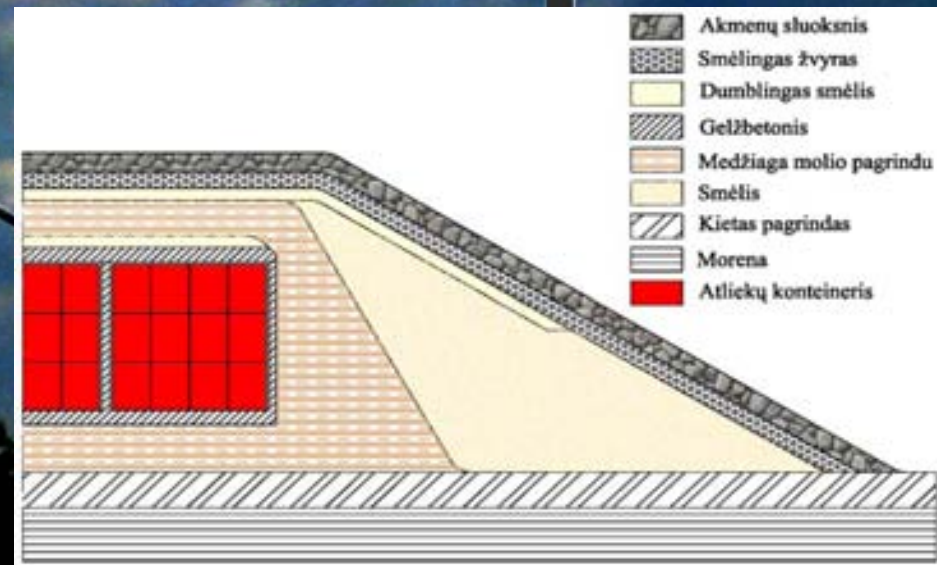 Akmenų sluoksnis
Smėlingas žvyras
Dumblingas smėlis
Gelžbetonis
Medžiaga molio pagrindu
Smėlis
Kietas pagrindas
Morena
Atliekų konteineris